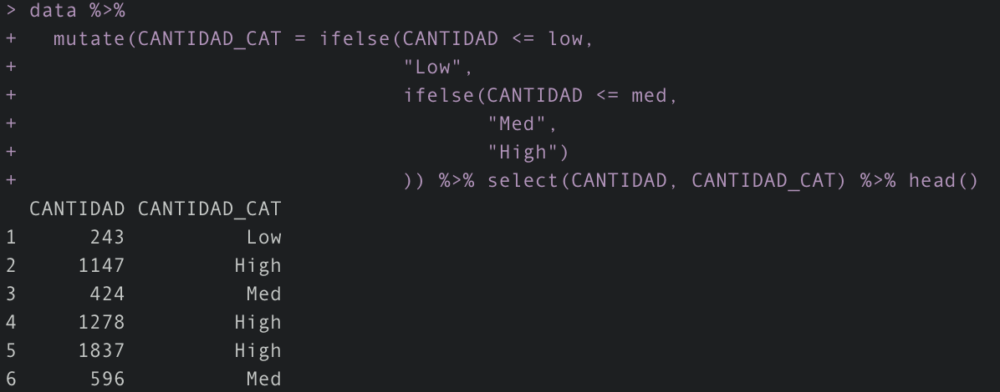 > data %>%
+   mutate(CANTIDAD_CAT = ifelse(CANTIDAD <= low,
+                                "Low",
+                                ifelse(CANTIDAD <= med,
+                                       "Med",
+                                       "High")
+                                )) %>% select(CANTIDAD, CANTIDAD_CAT) %>% head()
  CANTIDAD CANTIDAD_CAT
1      243          Low
2     1147         High
3      424          Med
4     1278         High
5     1837         High
6      596          Med